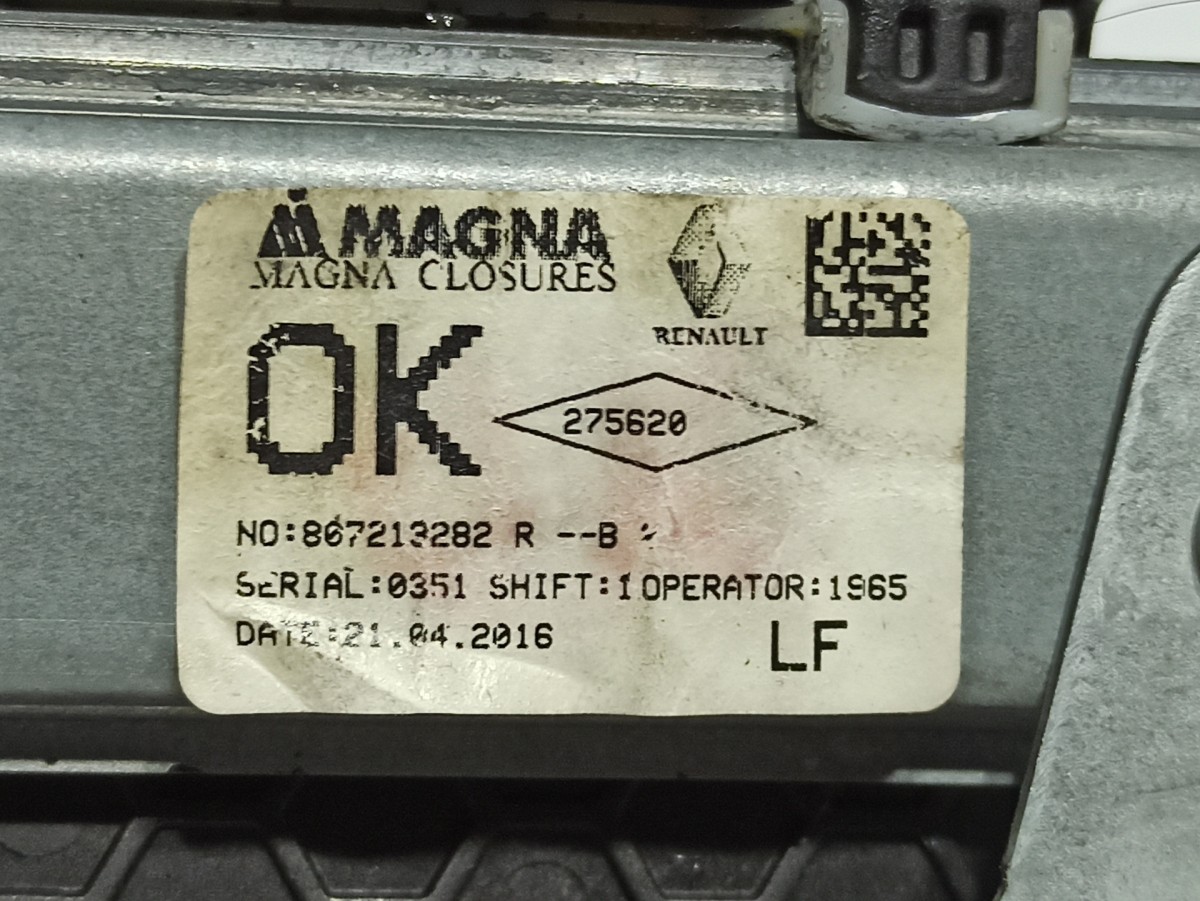 MAGNA
MAGNA CLOSURES
RENAULT
OK
275620
NO:807213282 R --B
SERIAL:0351 SHIFT:1 OPERATOR:1965
DATE:21.04.2016
LF